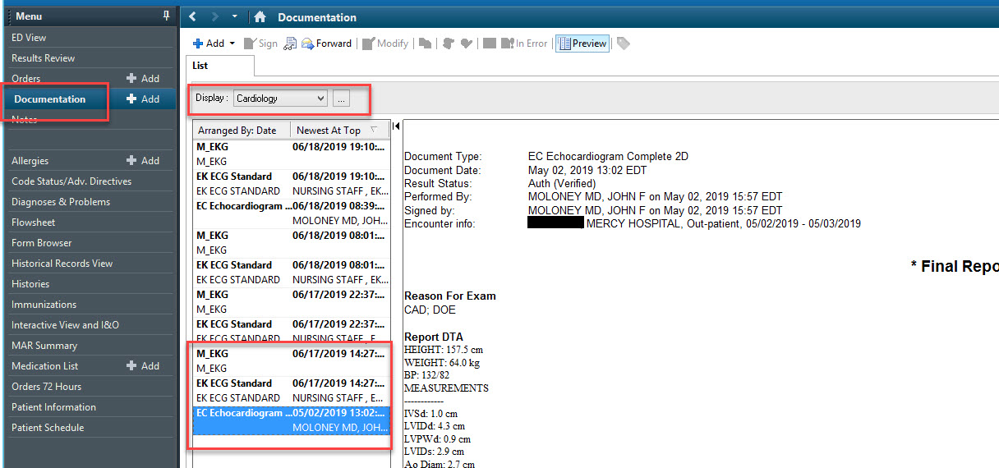 Menu
ED View
Results Review
Orders Add
Documentation Add
Notes
Allergies Add
Code Status/Adv. Directives
Diagnoses & Problems
Flowsheet
Form Browser
Historical Records View
Histories
Immunizations
Interactive View and I&O
MAR Summary
Medication List Add
Orders 72 Hours
Patient Information
Patient Schedule
Documentation
Add Sign Forward Modify In Error Preview
List
Display : Cardiology ...
Arranged By: Date Newest At Top
M_EKG 06/18/2019 19:10:...
M_EKG
EK ECG Standard 06/18/2019 19:10:...
EK ECG STANDARD NURSING STAFF , EK...
EC Echocardiogram ...06/18/2019 08:39:...
MOLONEY MD, JOH...
M_EKG 06/18/2019 08:01:...
M_EKG
EK ECG Standard 06/18/2019 08:01:...
EK ECG STANDARD NURSING STAFF , EK...
M_EKG 06/17/2019 22:37:...
M_EKG
EK ECG Standard 06/17/2019 22:37:...
EK ECG STANDARD NURSING STAFF , E...
M_EKG 06/17/2019 14:27:...
M_EKG
EK ECG Standard 06/17/2019 14:27:...
EK ECG STANDARD NURSING STAFF , E...
EC Echocardiogram ...05/02/2019 13:02:...
MOLONEY MD, JOH...
Document Type: EC Echocardiogram Complete 2D
Document Date: May 02, 2019 13:02 EDT
Result Status: Auth (Verified)
Performed By: MOLONEY MD, JOHN F on May 02, 2019 15:57 EDT
Signed by: MOLONEY MD, JOHN F on May 02, 2019 15:57 EDT
Encounter info: MERCY HOSPITAL, Out-patient, 05/02/2019 - 05/03/2019
* Final Repo
Reason For Exam
CAD; DOE
Report DTA
HEIGHT: 157.5 cm
WEIGHT: 64.0 kg
BP: 132/82
MEASUREMENTS
------------
IVSd: 1.0 cm
LVIDd: 4.3 cm
LVPWd: 0.9 cm
LVIDs: 2.9 cm
Ao Diam: 2.7 cm